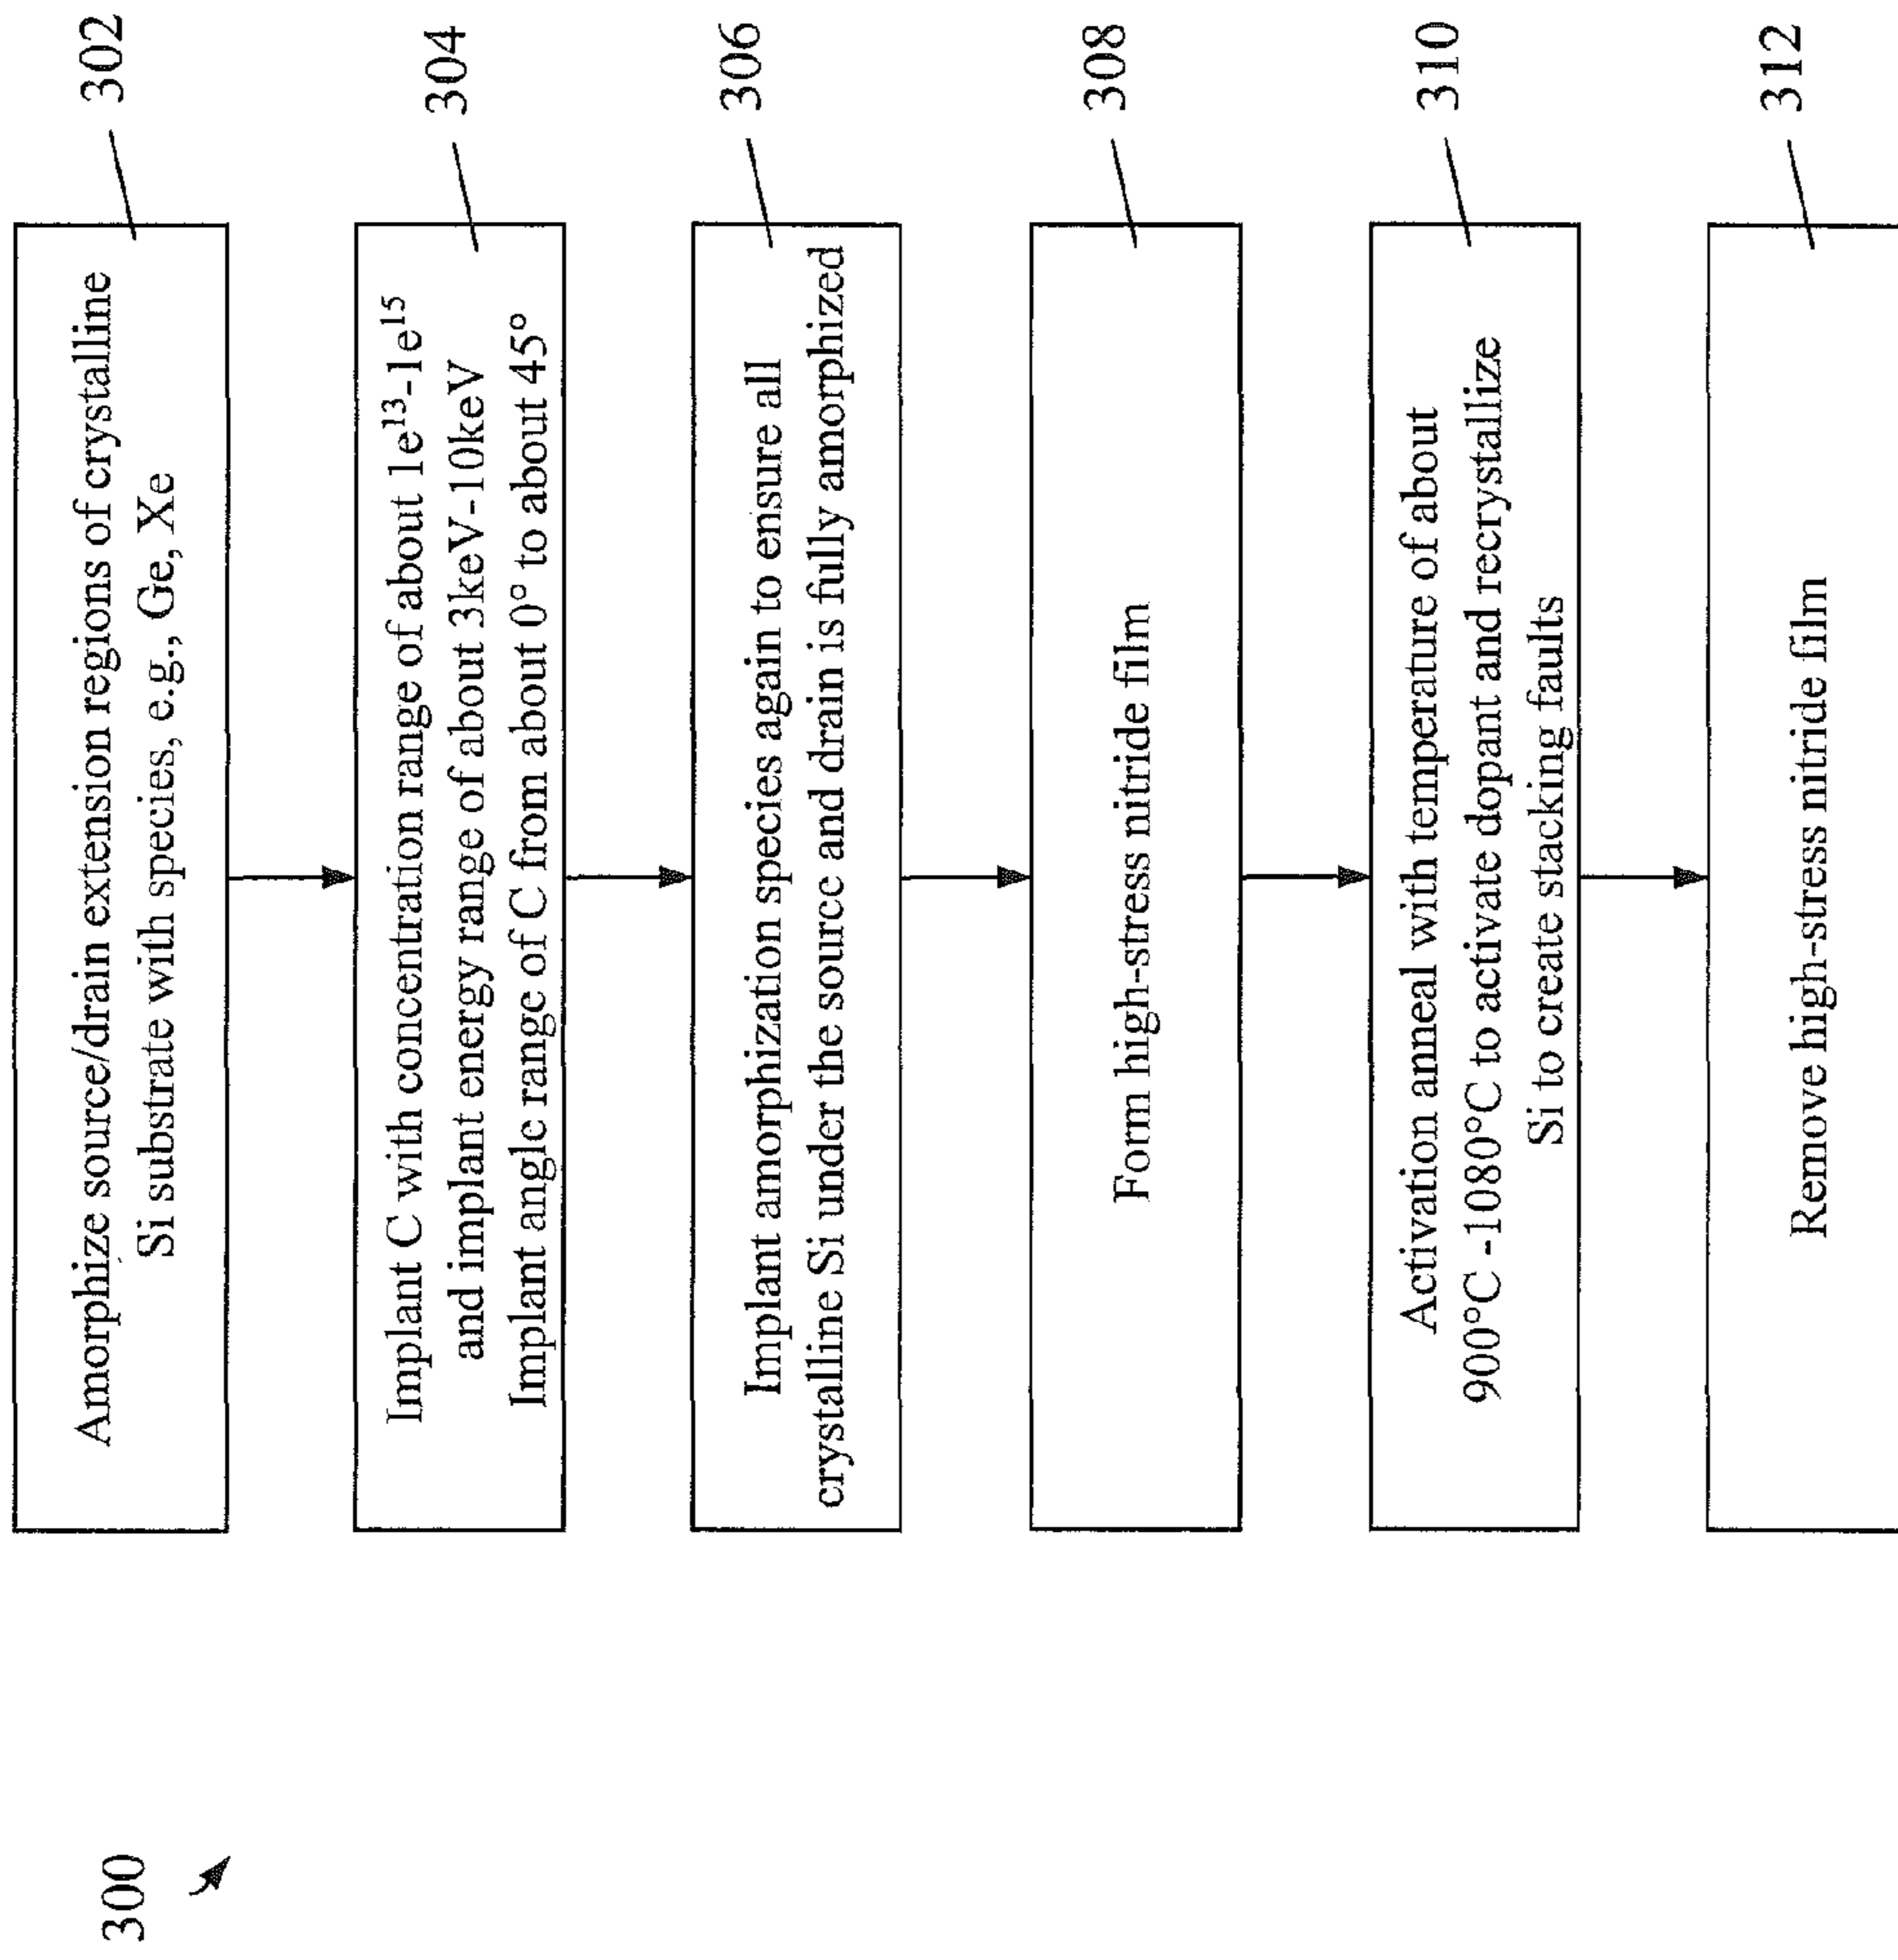 300
Amorphize source/drain extension regions of crystalline
Si substrate with species, e.g., Ge, Xe
302
Implant C with concentration range of about 1e¹³-1e¹⁵
and implant energy range of about 3keV-10keV
Implant angle range of C from about 0° to about 45°
304
Implant amorphization species again to ensure all
crystalline Si under the source and drain is fully amorphized
306
Form high-stress nitride film
308
Activation anneal with temperature of about
900°C -1080°C to activate dopant and recrystallize
Si to create stacking faults
310
Remove high-stress nitride film
312